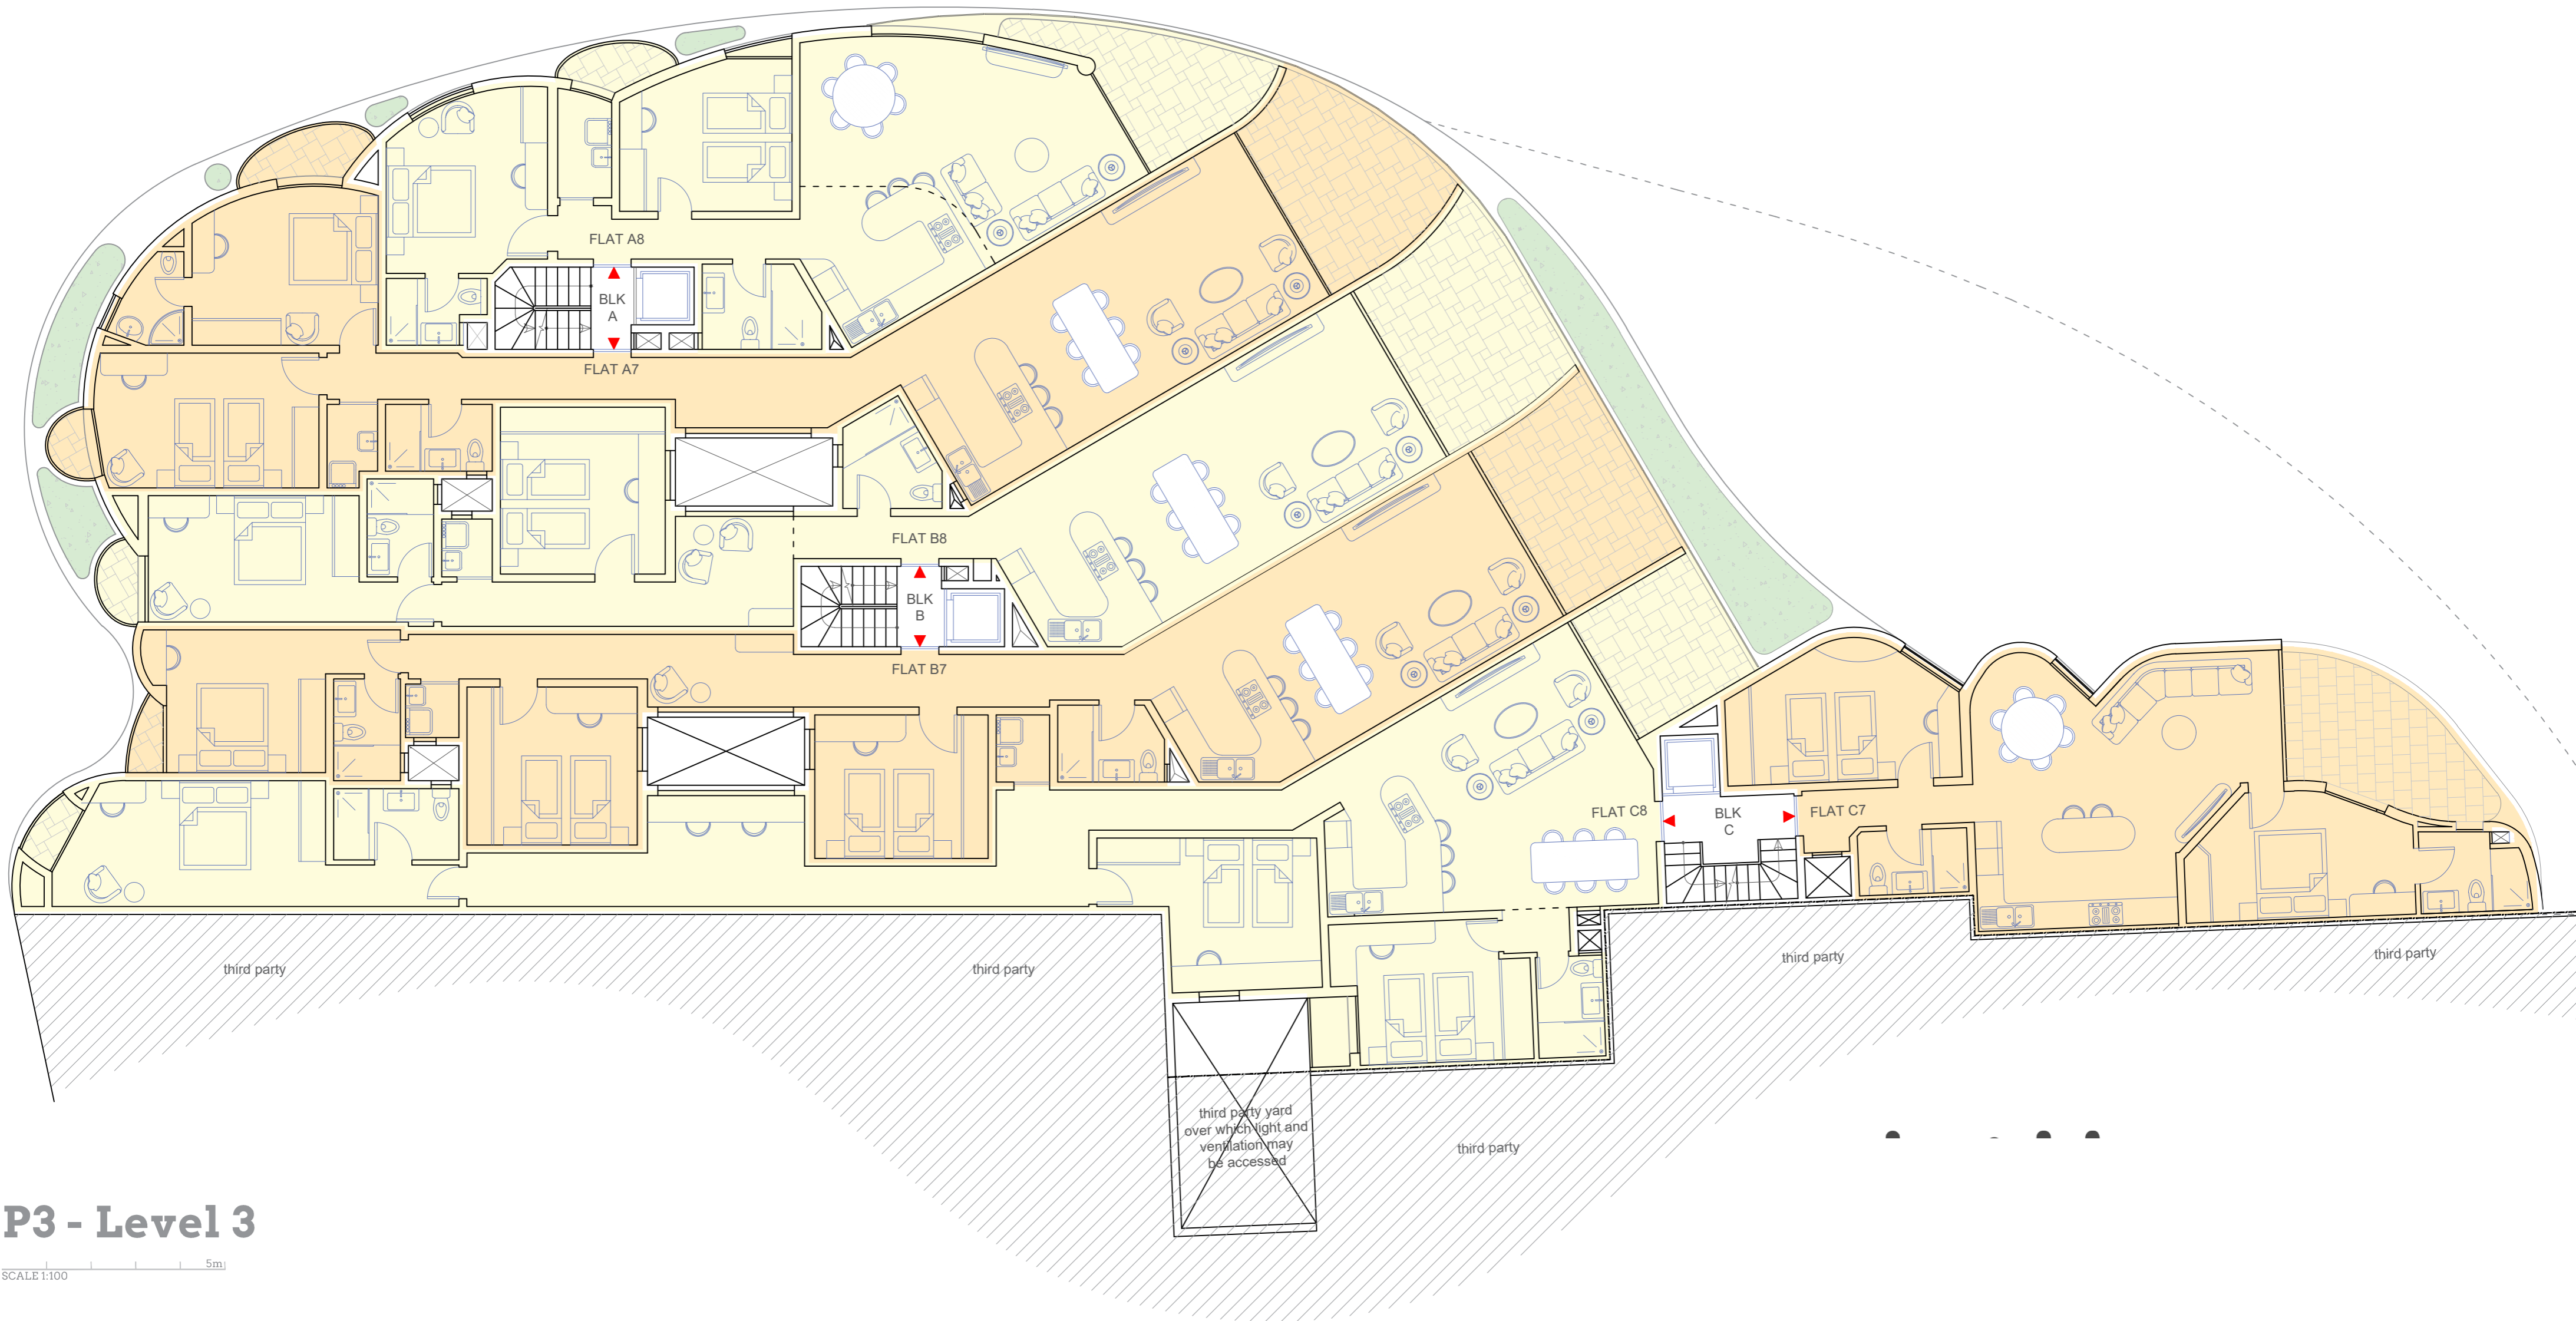 FLAT A8
BLK
A
FLAT A7
FLAT B8
BLK
B
FLAT B7
FLAT C8
BLK
C
FLAT C7
third party
third party
third party
third party
third party yard
over which light and
ventilation may
be accessed
third party
P3 - Level 3
5m
SCALE 1:100